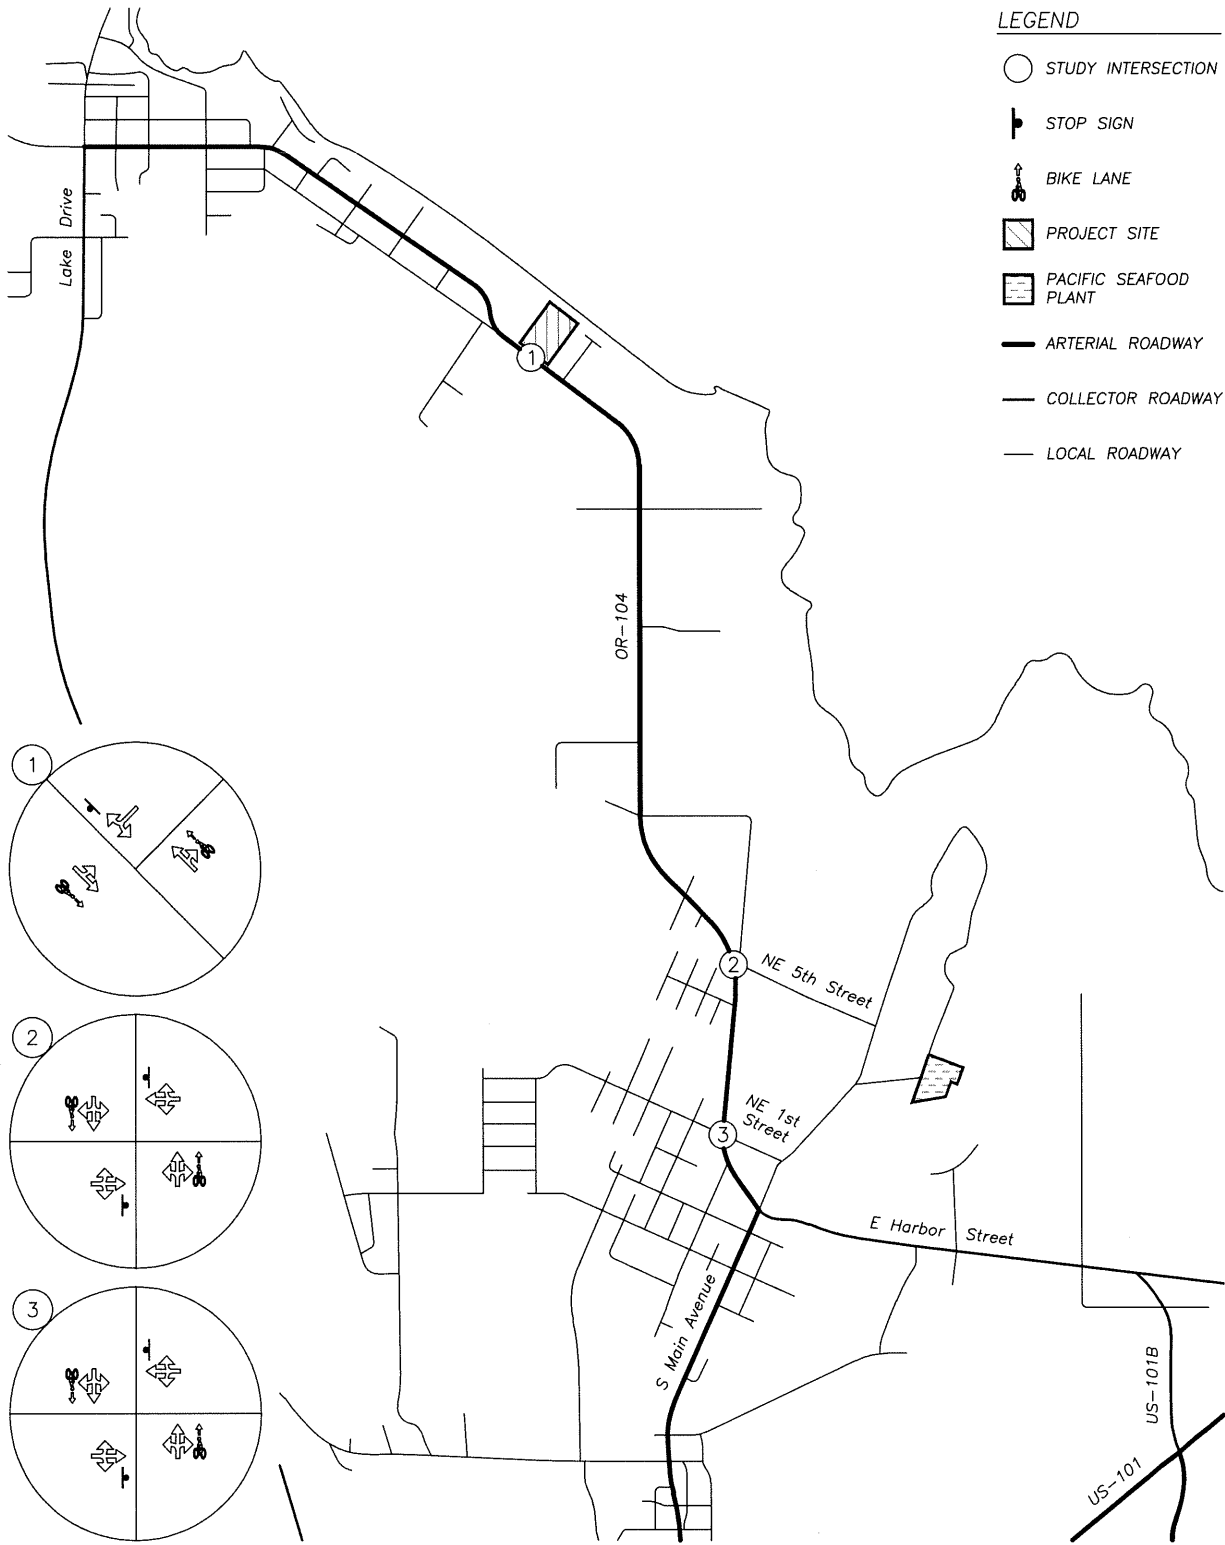 LEGEND
STUDY INTERSECTION
STOP SIGN
BIKE LANE
PROJECT SITE
PACIFIC SEAFOOD
PLANT
ARTERIAL ROADWAY
COLLECTOR ROADWAY
LOCAL ROADWAY
Lake Drive
1
OR-104
2
NE 5th Street
3
NE 1st
Street
E Harbor Street
S Main Avenue
US-101B
US-101
1
2
3